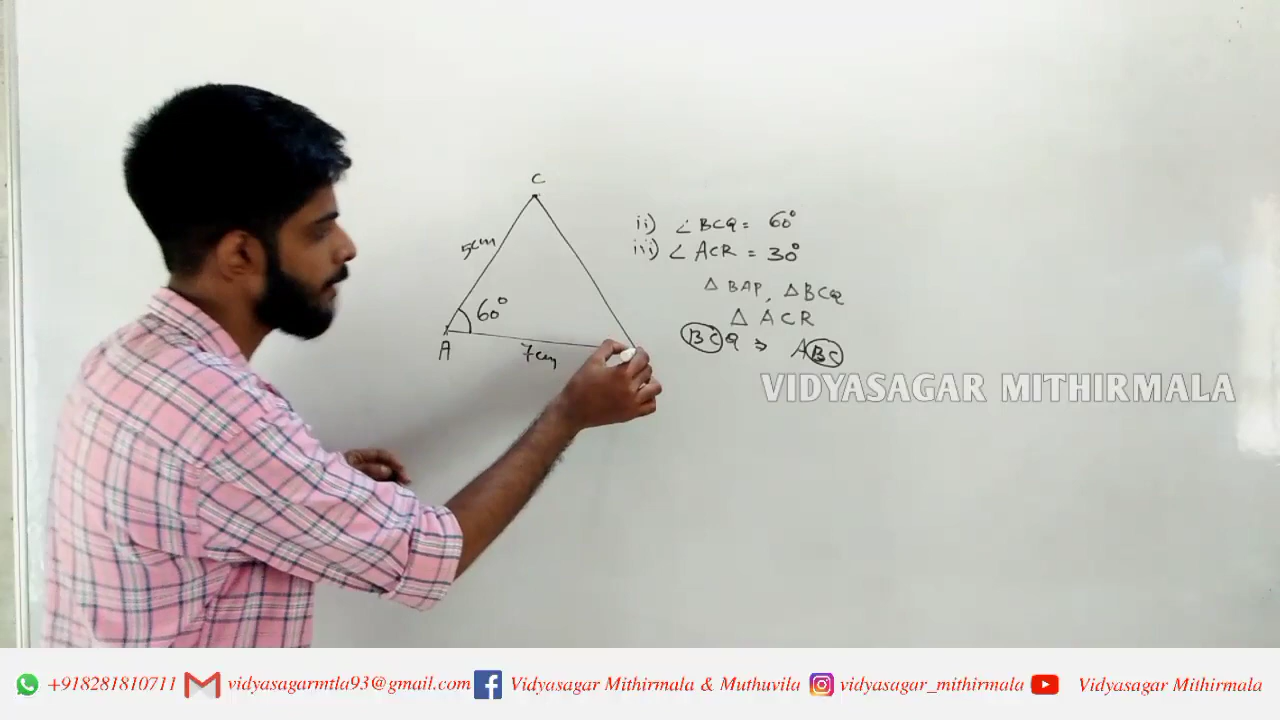 C
5cm
60°
A
7cm
ii) ∠BCQ = 60°
iii) ∠ACR = 30°
△BAP, △BCQ
△ACR
BCQ ⇒ ABC
VIDYASAGAR MITHIRMALA
+918281810711 vidyasagarmtla93@gmail.com Vidyasagar Mithirmala & Muthuvila vidyasagar_mithirmala Vidyasagar Mithirmala